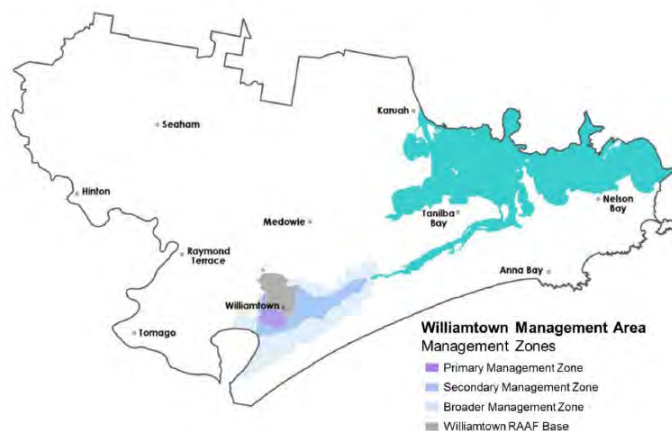 Karuah
Seaham
Hinton
Nelson
Bay
Tanilba
Bay
Medowie
Raymond
Terrace
Anna Bay
Williamtown
Tomago
Williamtown Management Area
Management Zones
Primary Management Zone
Secondary Management Zone
Broader Management Zone
Williamtown RAAF Base